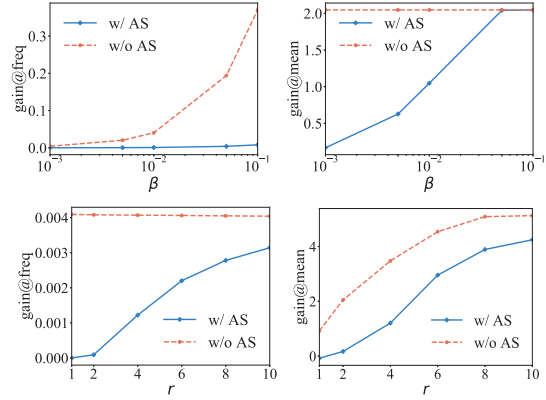 gain@freq
0.3
0.2
0.1
0.0
w/ AS
w/o AS
10⁻³ 10⁻² 10⁻¹
β
gain@mean
2.0
1.5
1.0
0.5
w/ AS
w/o AS
10⁻³ 10⁻² 10⁻¹
β
gain@freq
0.004
0.003
0.002
0.001
0.000
w/ AS
w/o AS
1 2 4 6 8 10
r
gain@mean
4
2
0
w/ AS
w/o AS
1 2 4 6 8 10
r